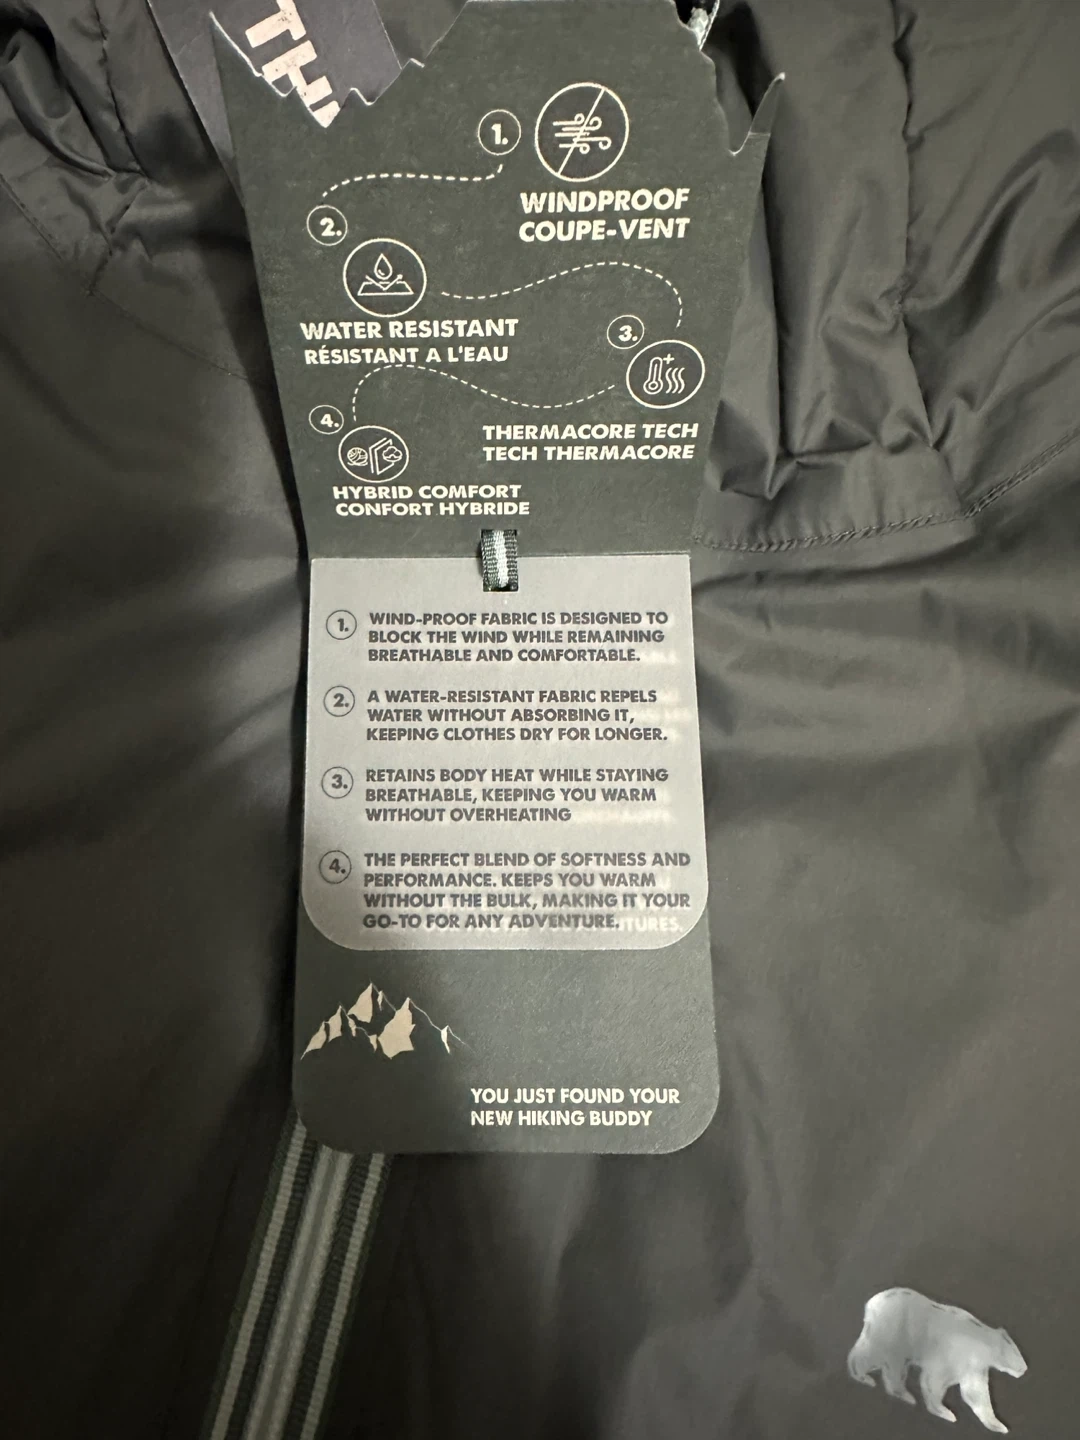 TH
1.
WINDPROOF
COUPE-VENT
2.
WATER RESISTANT
RÉSISTANT A L'EAU
3.
THERMACORE TECH
TECH THERMACORE
4.
HYBRID COMFORT
CONFORT HYBRIDE
1. WIND-PROOF FABRIC IS DESIGNED TO
BLOCK THE WIND WHILE REMAINING
BREATHABLE AND COMFORTABLE.
2. A WATER-RESISTANT FABRIC REPELS
WATER WITHOUT ABSORBING IT,
KEEPING CLOTHES DRY FOR LONGER.
3. RETAINS BODY HEAT WHILE STAYING
BREATHABLE, KEEPING YOU WARM
WITHOUT OVERHEATING
4. THE PERFECT BLEND OF SOFTNESS AND
PERFORMANCE. KEEPS YOU WARM
WITHOUT THE BULK, MAKING IT YOUR
GO-TO FOR ANY ADVENTURE.
YOU JUST FOUND YOUR
NEW HIKING BUDDY